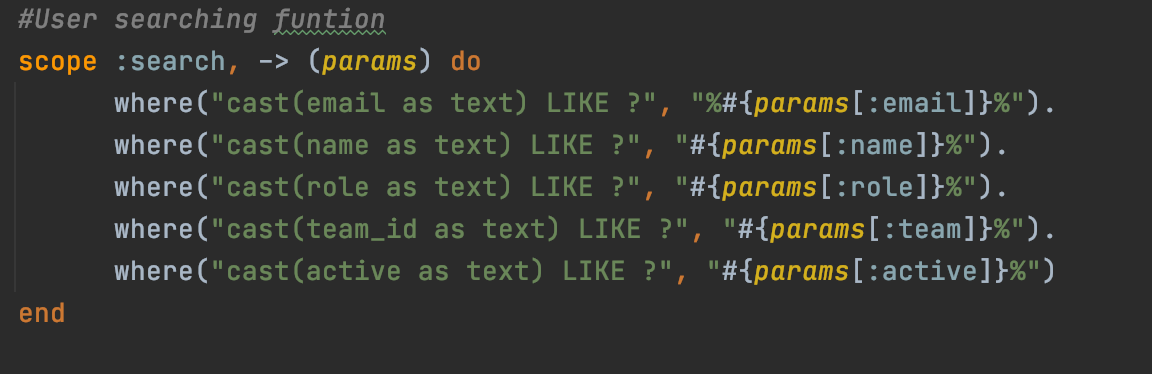 #User searching funtion
scope :search, -> (params) do
where("cast(email as text) LIKE ?", "%#{params[:email]}%").
where("cast(name as text) LIKE ?", "#{params[:name]}%").
where("cast(role as text) LIKE ?", "#{params[:role]}%").
where("cast(team_id as text) LIKE ?", "#{params[:team]}%").
where("cast(active as text) LIKE ?", "#{params[:active]}%")
end